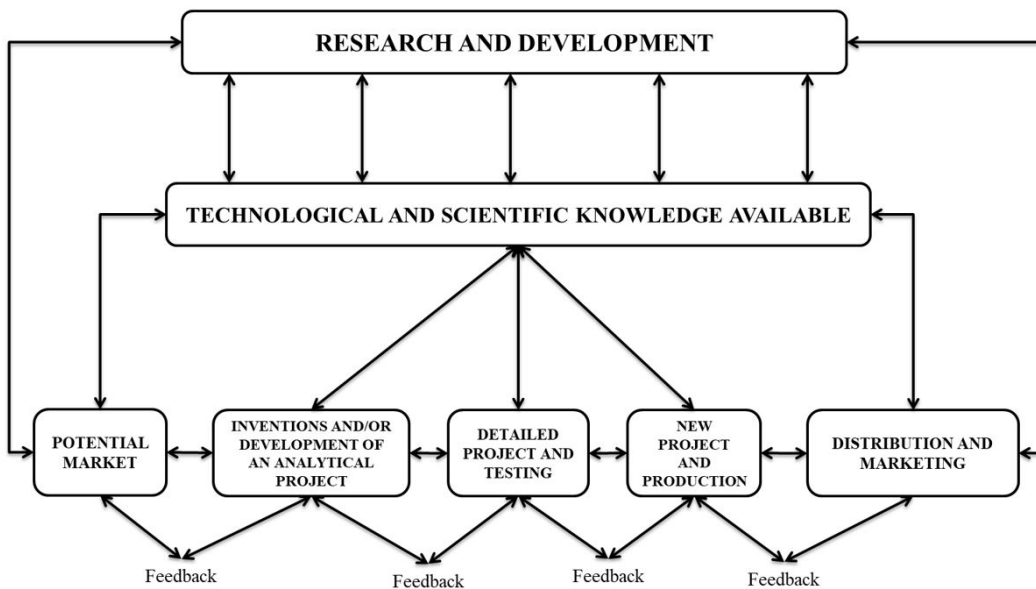 RESEARCH AND DEVELOPMENT
TECHNOLOGICAL AND SCIENTIFIC KNOWLEDGE AVAILABLE
POTENTIAL
MARKET
INVENTIONS AND/OR
DEVELOPMENT OF
AN ANALYTICAL
PROJECT
DETAILED
PROJECT AND
TESTING
NEW
PROJECT
AND
PRODUCTION
DISTRIBUTION AND
MARKETING
Feedback
Feedback
Feedback
Feedback